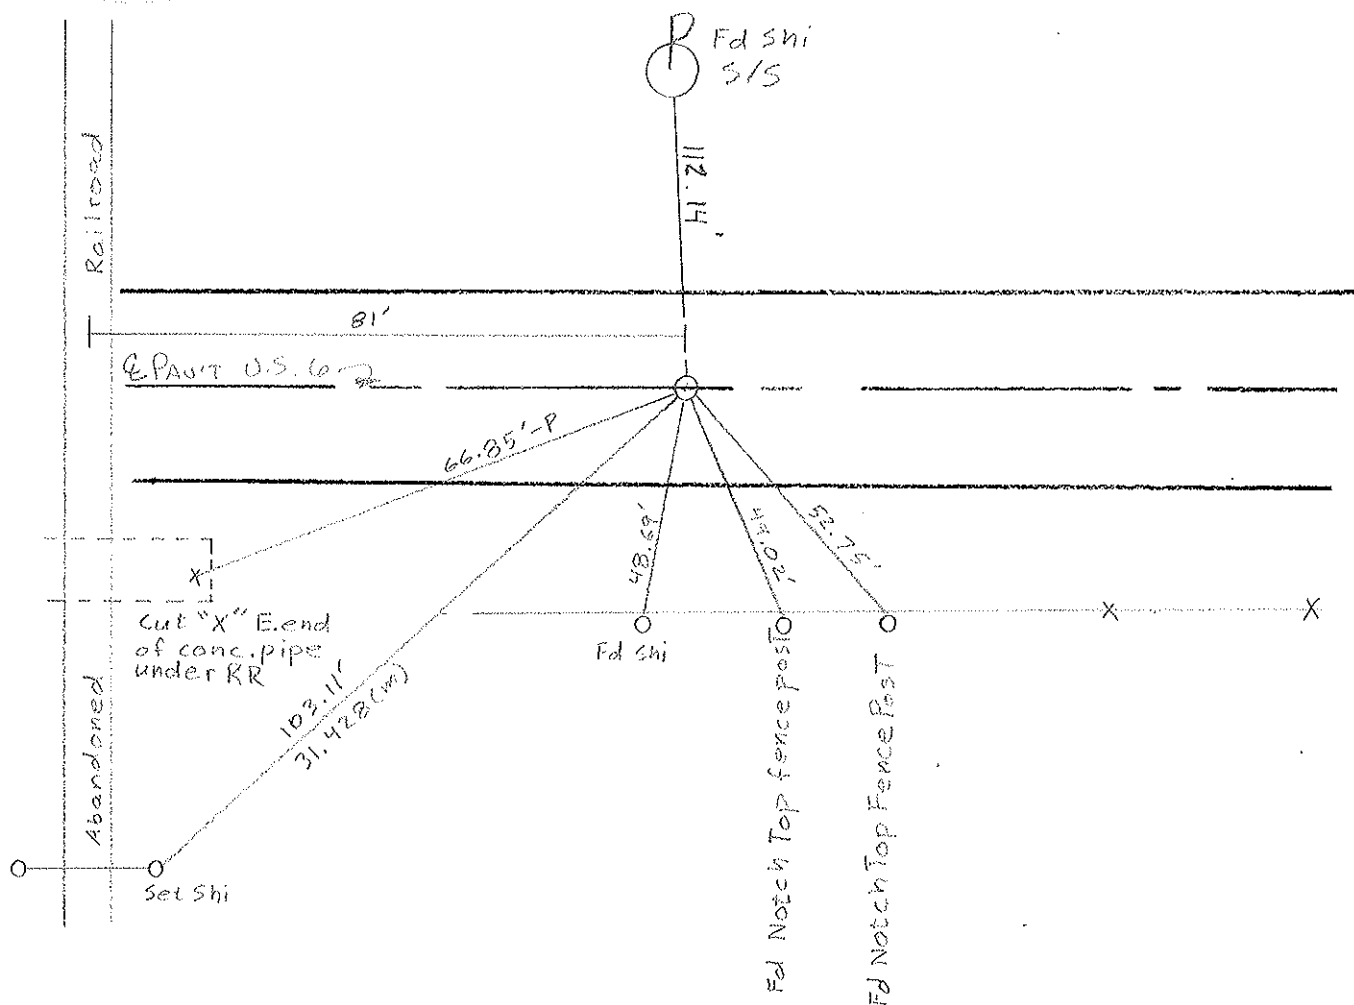 P
Fd Shi
S/S
112.14'
Railroad
81'
℄ PAV'T U.S. 6
66.85'-P
48.69'
49.02'
52.75'
X
X
X
Cut "X" E.end
of conc.pipe
under RR
Fd Shi
103.11'
31.428(m)
Abandoned
Set Shi
Fd Notch Top fence post
Fd Notch Top Fence Post